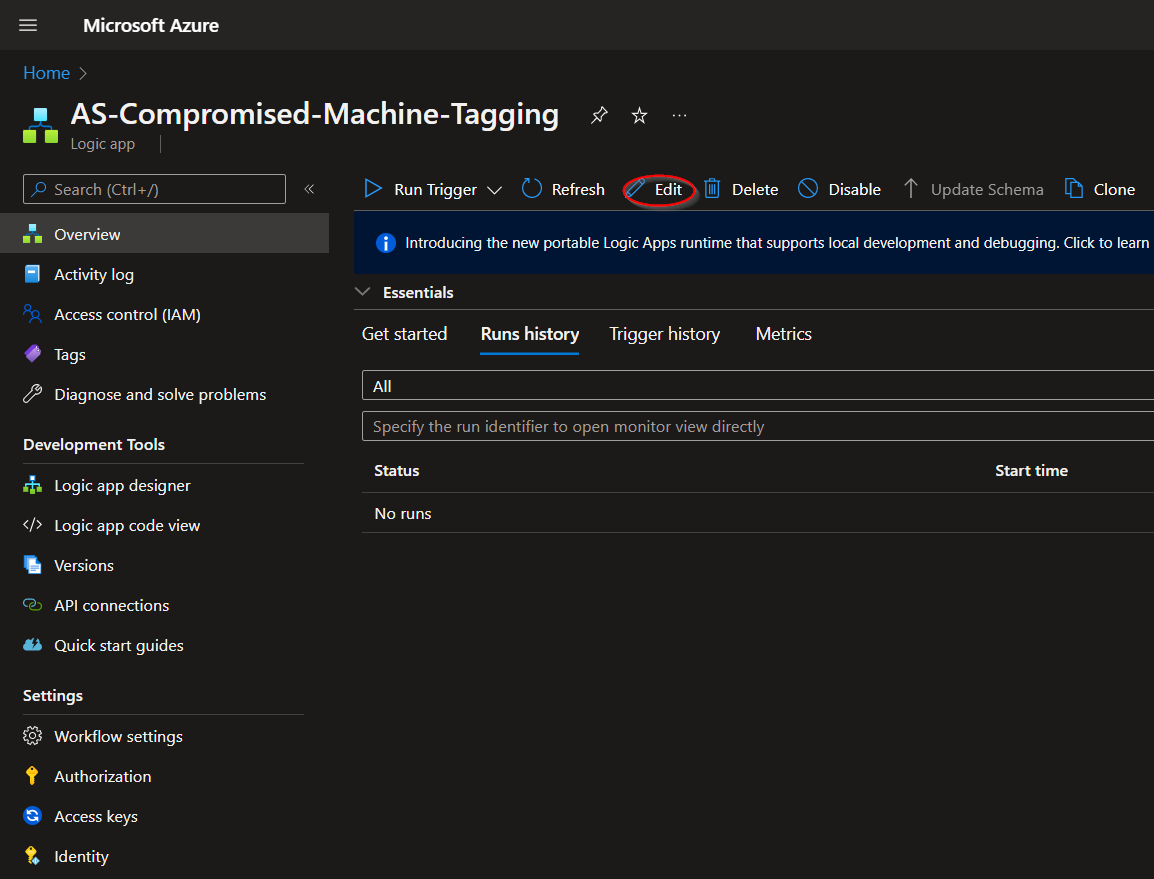 Microsoft Azure
Home
AS-Compromised-Machine-Tagging
Logic app
Search (Ctrl+/)
Run Trigger Refresh Edit Delete Disable Update Schema Clone
Introducing the new portable Logic Apps runtime that supports local development and debugging. Click to learn
Overview
Activity log
Access control (IAM)
Tags
Diagnose and solve problems
Development Tools
Logic app designer
Logic app code view
Versions
API connections
Quick start guides
Settings
Workflow settings
Authorization
Access keys
Identity
Essentials
Get started Runs history Trigger history Metrics
All
Specify the run identifier to open monitor view directly
Status Start time
No runs